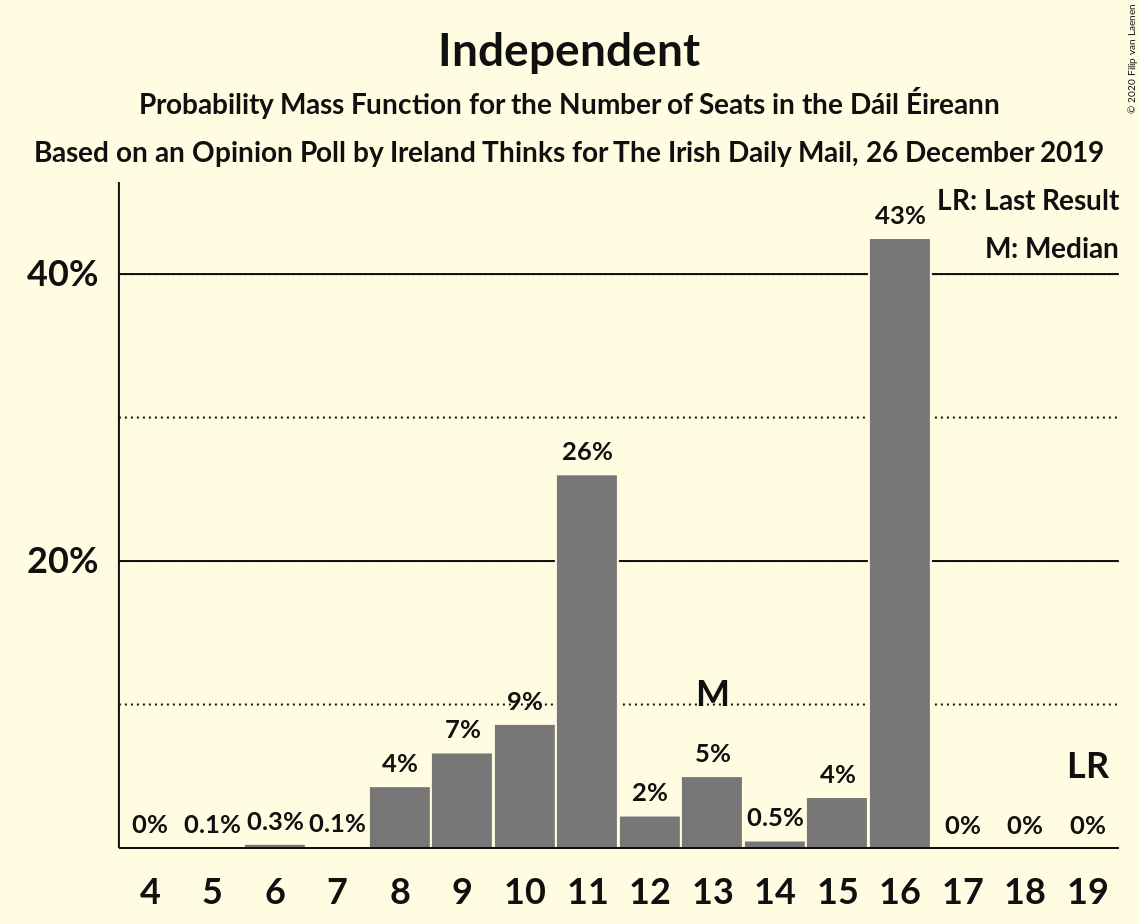 Independent
Probability Mass Function for the Number of Seats in the Dáil Éireann
Based on an Opinion Poll by Ireland Thinks for The Irish Daily Mail, 26 December 2019
© 2020 Filip van Laenen
LR: Last Result
M: Median
40%
20%
0% 0.1% 0.3% 0.1% 4% 7% 9% 26% 2% 5% 0.5% 4% 43% 0% 0% 0%
M
LR
4 5 6 7 8 9 10 11 12 13 14 15 16 17 18 19